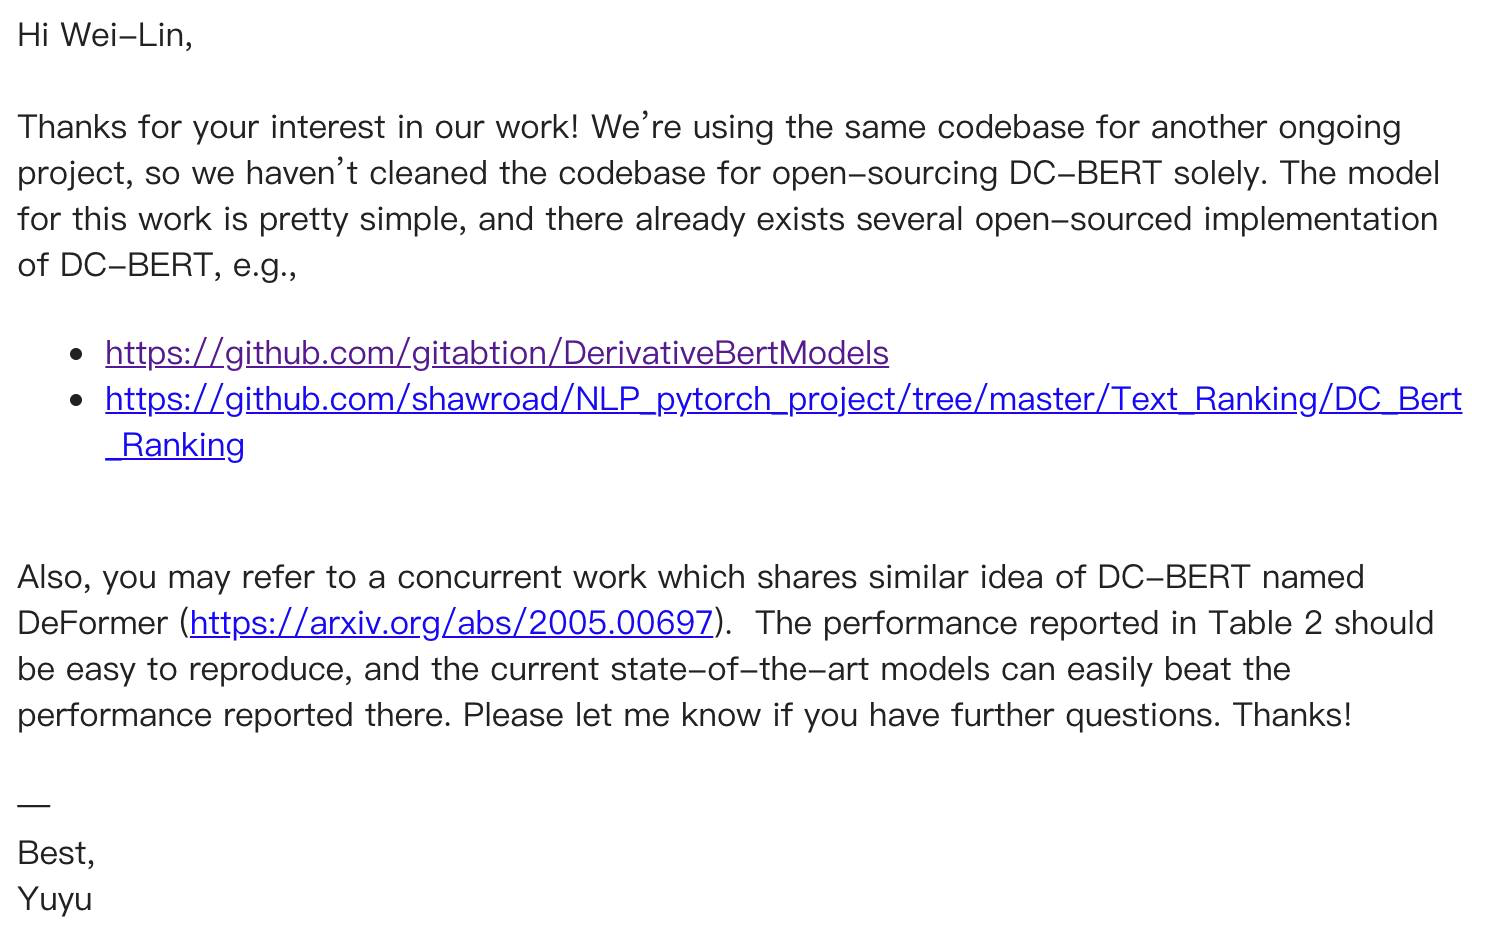 Hi Wei-Lin,
Thanks for your interest in our work! We're using the same codebase for another ongoing
project, so we haven't cleaned the codebase for open-sourcing DC-BERT solely. The model
for this work is pretty simple, and there already exists several open-sourced implementation
of DC-BERT, e.g.,
• https://github.com/gitabtion/DerivativeBertModels
• https://github.com/shawroad/NLP_pytorch_project/tree/master/Text_Ranking/DC_Bert
_Ranking
Also, you may refer to a concurrent work which shares similar idea of DC-BERT named
DeFormer (https://arxiv.org/abs/2005.00697).  The performance reported in Table 2 should
be easy to reproduce, and the current state-of-the-art models can easily beat the
performance reported there. Please let me know if you have further questions. Thanks!
—
Best,
Yuyu